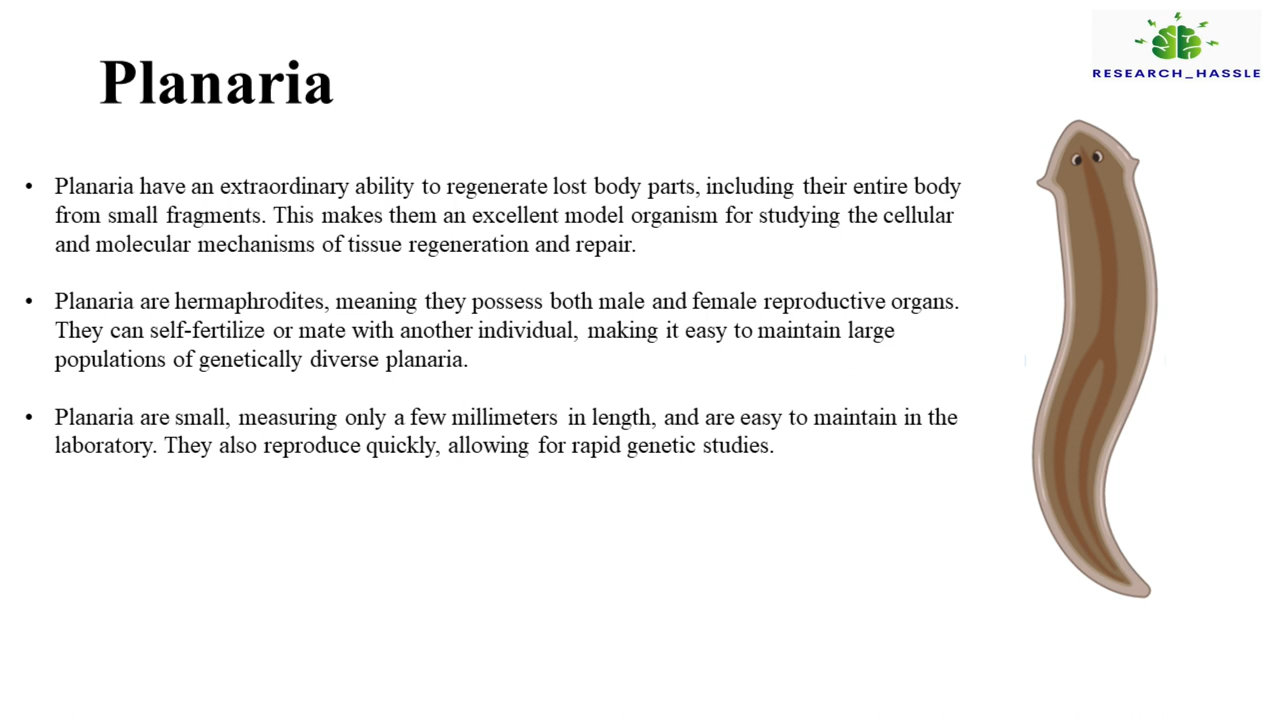 RESEARCH_HASSLE
Planaria
• Planaria have an extraordinary ability to regenerate lost body parts, including their entire body
from small fragments. This makes them an excellent model organism for studying the cellular
and molecular mechanisms of tissue regeneration and repair.
• Planaria are hermaphrodites, meaning they possess both male and female reproductive organs.
They can self-fertilize or mate with another individual, making it easy to maintain large
populations of genetically diverse planaria.
• Planaria are small, measuring only a few millimeters in length, and are easy to maintain in the
laboratory. They also reproduce quickly, allowing for rapid genetic studies.